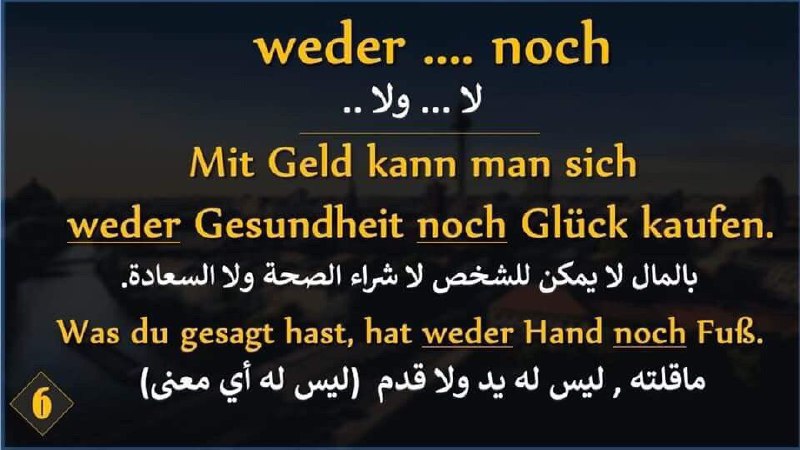 weder .... noch
لا ... ولا ..
Mit Geld kann man sich
weder Gesundheit noch Glück kaufen.
بالمال لا يمكن للشخص لا شراء الصحة ولا السعادة.
Was du gesagt hast, hat weder Hand noch Fuß.
ماقلته , ليس له يد ولا قدم (ليس له أي معنى)
6